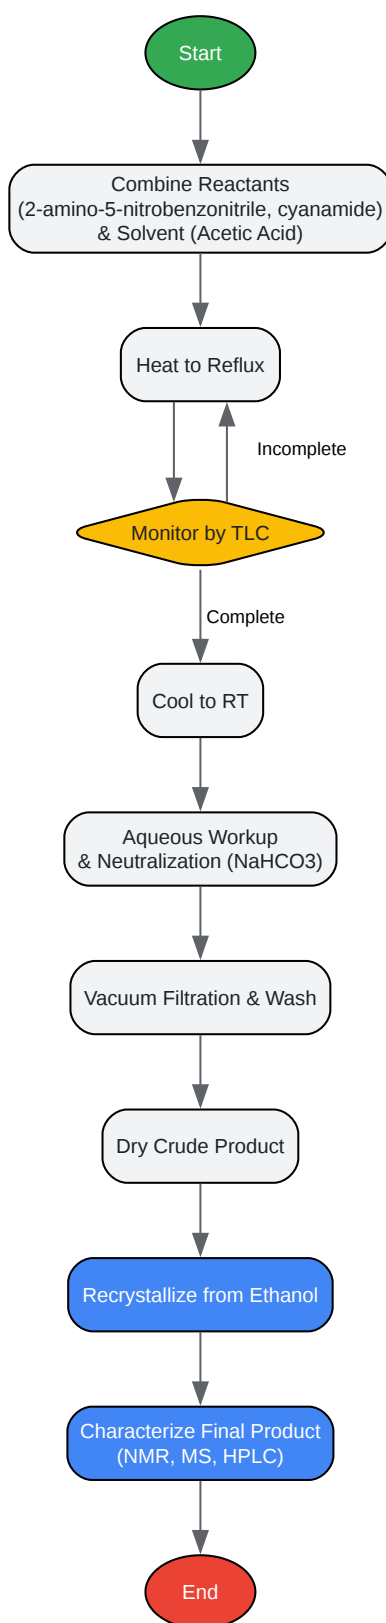 Start
Combine Reactants
(2-amino-5-nitrobenzonitrile, cyanamide)
& Solvent (Acetic Acid)
Heat to Reflux
Incomplete
Monitor by TLC
Complete
Cool to RT
Aqueous Workup
& Neutralization (NaHCO3)
Vacuum Filtration & Wash
Dry Crude Product
Recrystallize from Ethanol
Characterize Final Product
(NMR, MS, HPLC)
End